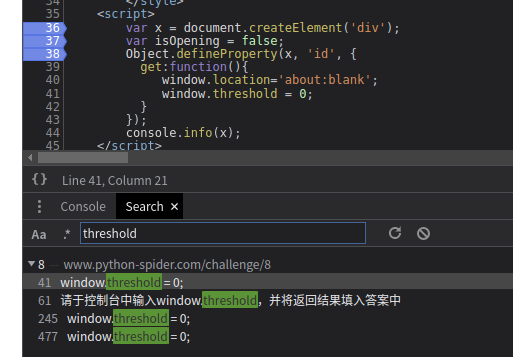 34 </style>
35 <script>
36 var x = document.createElement('div');
37 var isOpening = false;
38 Object.defineProperty(x, 'id', {
39 get:function(){
40 window.location='about:blank';
41 window.threshold = 0;
42 }
43 });
44 console.info(x);
45 </script>
{} Line 41, Column 21
Console Search ×
Aa .* threshold
8 — www.python-spider.com/challenge/8
41 window.threshold = 0;
61 请于控制台中输入window.threshold，并将返回结果填入答案中
245 window.threshold = 0;
477 window.threshold = 0;